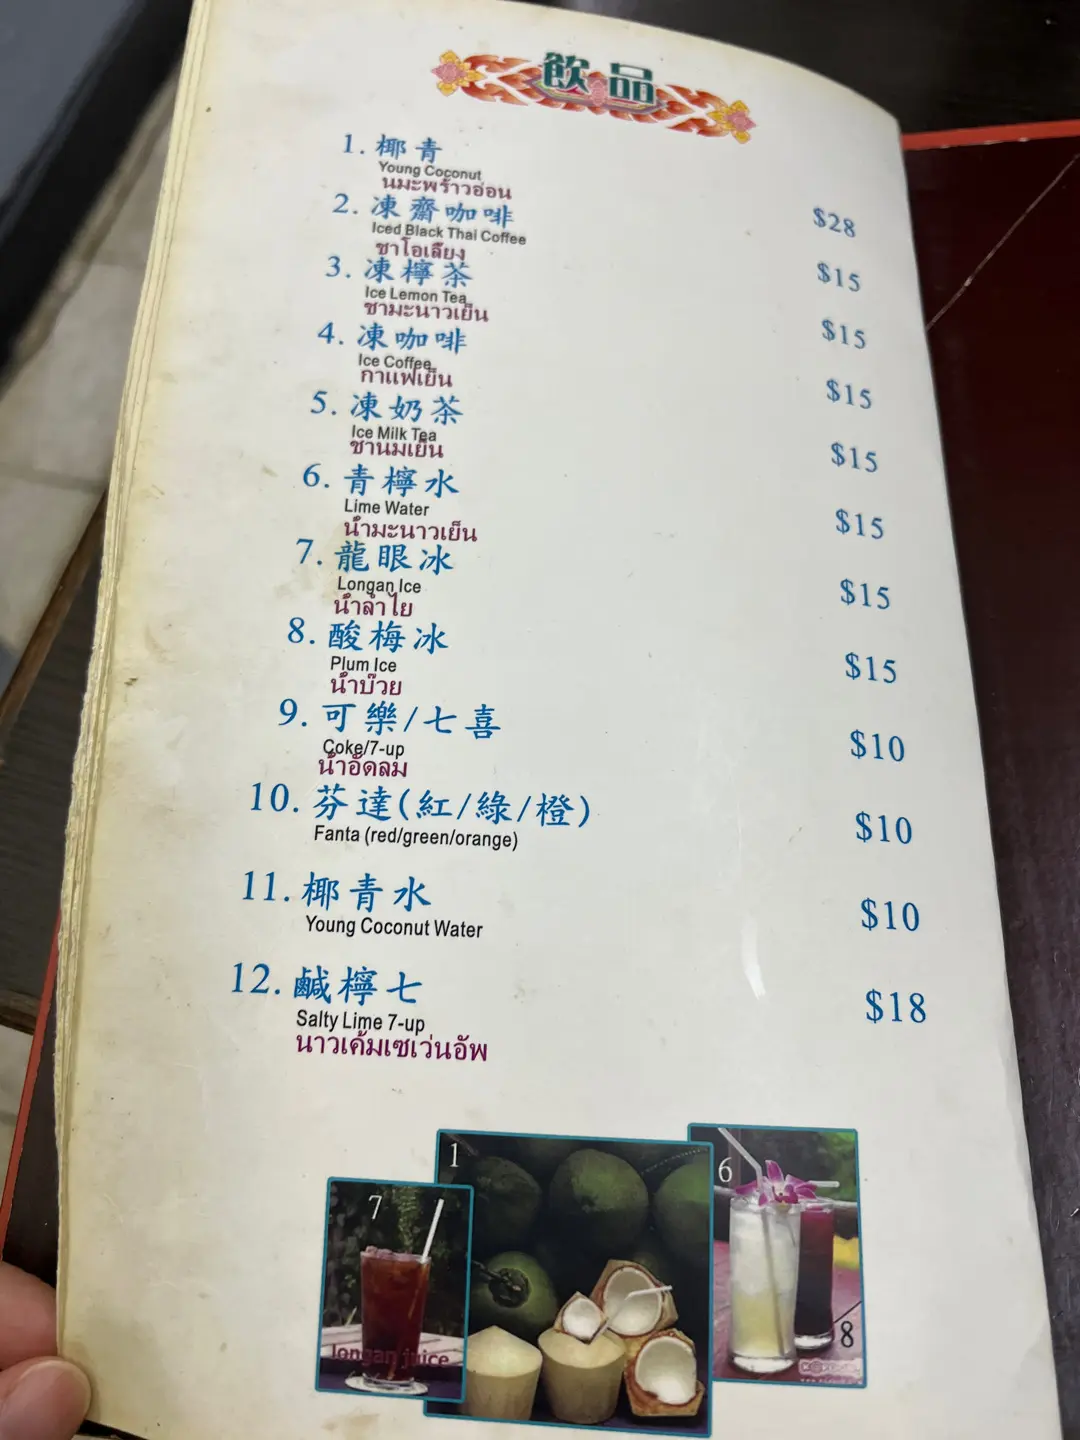 飲品
1. 椰青
Young Coconut
นมะพร้าวอ่อน
$28
2. 凍齋咖啡
Iced Black Thai Coffee
ชาโอเลี้ยง
$15
3. 凍檸茶
Ice Lemon Tea
ชามะนาวเย็น
$15
4. 凍咖啡
Ice Coffee
กาแฟเย็น
$15
5. 凍奶茶
Ice Milk Tea
ชานมเย็น
$15
6. 青檸水
Lime Water
น้ำมะนาวเย็น
$15
7. 龍眼冰
Longan Ice
น้ำลำไย
$15
8. 酸梅冰
Plum Ice
น้ำบ๊วย
$15
9. 可樂/七喜
Coke/7-up
น้ำอัดลม
$10
10. 芬達(紅/綠/橙)
Fanta (red/green/orange)
$10
11. 椰青水
Young Coconut Water
$10
12. 鹹檸七
Salty Lime 7-up
นาวเค้มเซเว่นอัพ
$18
1
6
7
8
longan juice